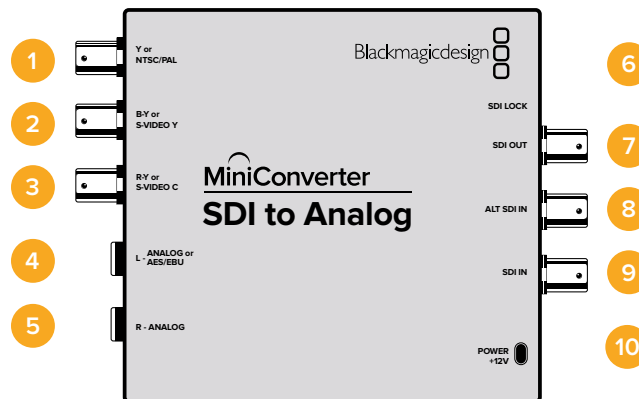 1
Y or
NTSC/PAL
2
B-Y or
S-VIDEO Y
3
R-Y or
S-VIDEO C
4
L - ANALOG or
AES/EBU
5
R - ANALOG
Blackmagicdesign
MiniConverter
SDI to Analog
6
SDI LOCK
7
SDI OUT
8
ALT SDI IN
9
SDI IN
10
POWER
+12V